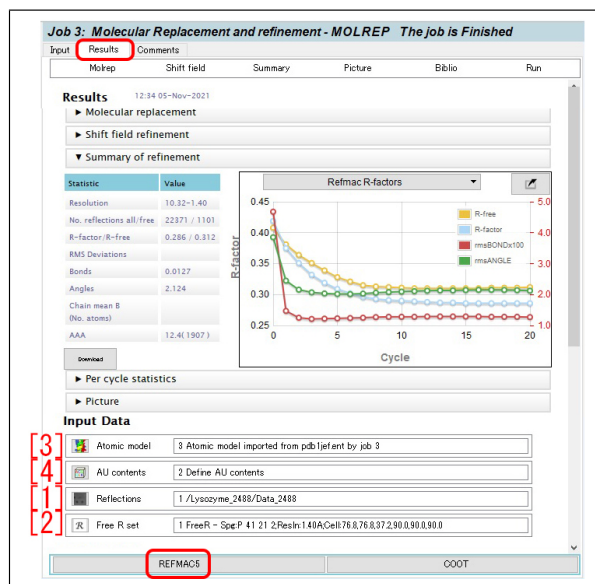 Job 3: Molecular Replacement and refinement - MOLREP The job is Finished
Input Results Comments
Molrep Shift field Summary Picture Biblio Run
Results 12:34 05-Nov-2021
▶ Molecular replacement
▶ Shift field refinement
▼ Summary of refinement
Statistic Value
Resolution 10.32-1.40
No. reflections all/free 22371 / 1101
R-factor/R-free 0.286 / 0.312
RMS Deviations
Bonds 0.0127
Angles 2.124
Chain mean B
(No. atoms)
AAA 12.4(1907)
Download
Refmac R-factors
0.45
0.40
0.35
0.30
0.25
R-factor
R-free
R-factor
rmsBONDx100
rmsANGLE
5.0
4.0
3.0
2.0
1.0
0 5 10 15 20
Cycle
▶ Per cycle statistics
▶ Picture
Input Data
[3] Atomic model 3 Atomic model imported from pdb1jef.ent by job 3
[4] AU contents 2 Define AU contents
[1] Reflections 1 /Lysozyme_2488/Data_2488
[2] R Free R set 1 FreeR - Spg:P 41 21 2;Resln:1.40A;Cell:76.8,76.8,37.2,90.0,90.0,90.0
REFMAC5 COOT